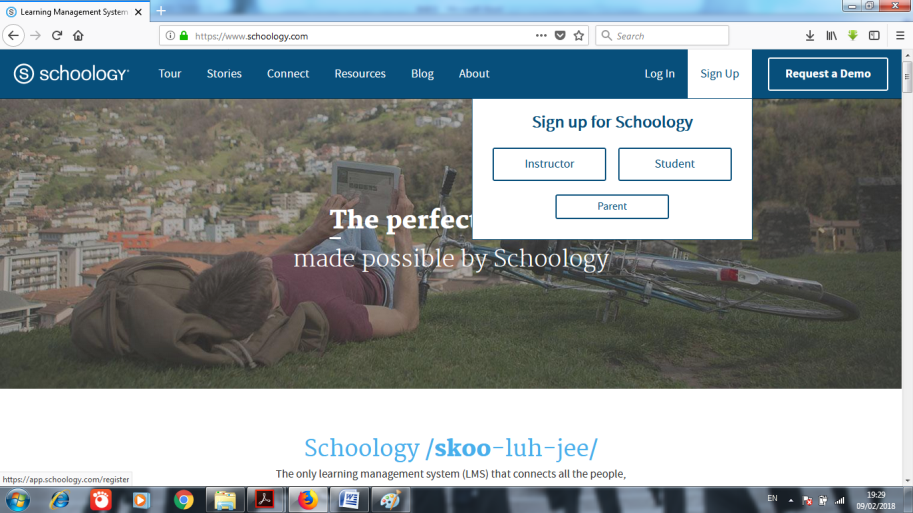 Learning Management System
https://www.schoology.com
Search
schoology
Tour Stories Connect Resources Blog About Log In Sign Up Request a Demo
Sign up for Schoology
Instructor Student
Parent
The perfect
made possible by Schoology
Schoology /skoo-luh-jee/
The only learning management system (LMS) that connects all the people,
https://app.schoology.com/register
EN
19:29
09/02/2018